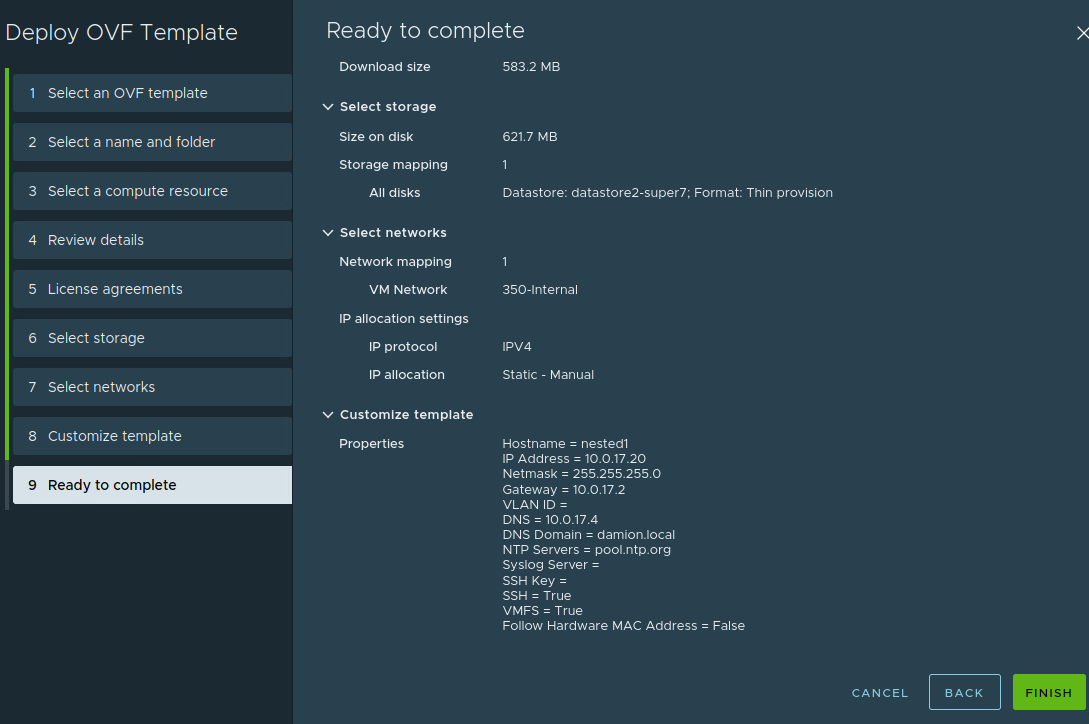 Deploy OVF Template
1 Select an OVF template
2 Select a name and folder
3 Select a compute resource
4 Review details
5 License agreements
6 Select storage
7 Select networks
8 Customize template
9 Ready to complete
Ready to complete
Download size 583.2 MB
Select storage
Size on disk 621.7 MB
Storage mapping 1
All disks Datastore: datastore2-super7; Format: Thin provision
Select networks
Network mapping 1
VM Network 350-Internal
IP allocation settings
IP protocol IPV4
IP allocation Static - Manual
Customize template
Properties Hostname = nested1
IP Address = 10.0.17.20
Netmask = 255.255.255.0
Gateway = 10.0.17.2
VLAN ID =
DNS = 10.0.17.4
DNS Domain = damion.local
NTP Servers = pool.ntp.org
Syslog Server =
SSH Key =
SSH = True
VMFS = True
Follow Hardware MAC Address = False
CANCEL BACK FINISH